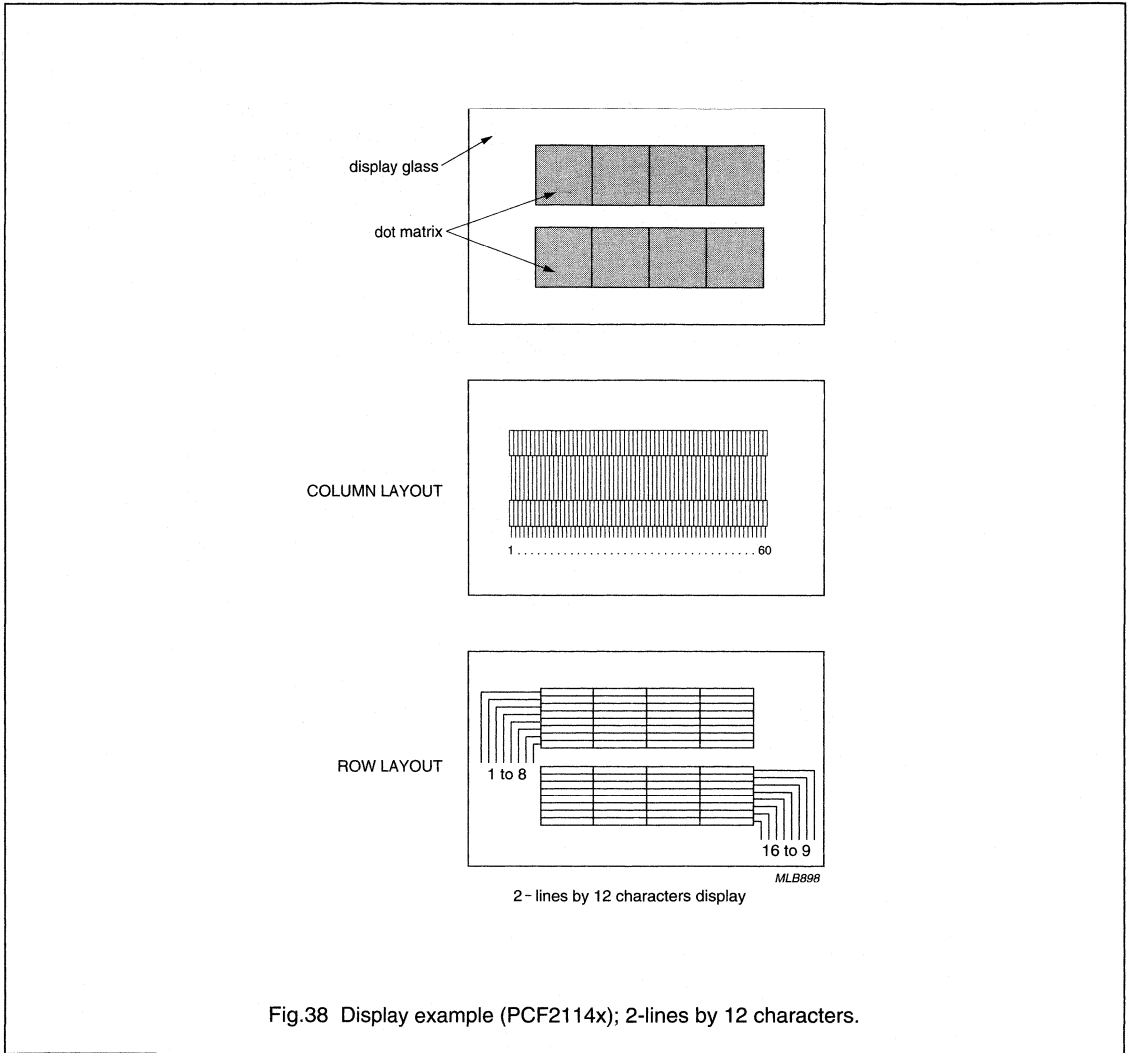 display glass
dot matrix
COLUMN LAYOUT
1 . . . . . . . . . . . . . . . . . . . . . . . . . . . . . . . . . . . . . 60
ROW LAYOUT
1 to 8
16 to 9
MLB898
2 - lines by 12 characters display
Fig.38 Display example (PCF2114x); 2-lines by 12 characters.